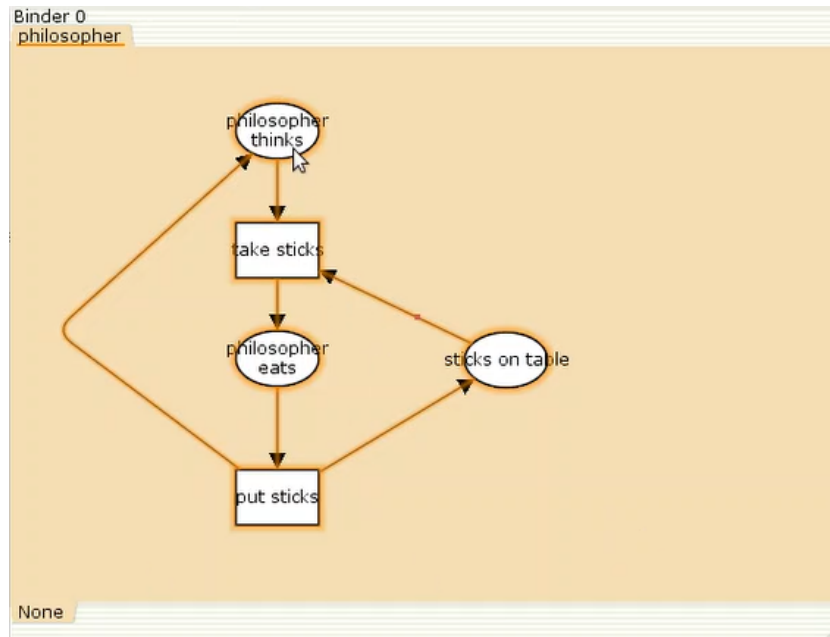 Binder 0
philosopher
philosopher
thinks
take sticks
philosopher
eats
sticks on table
put sticks
None